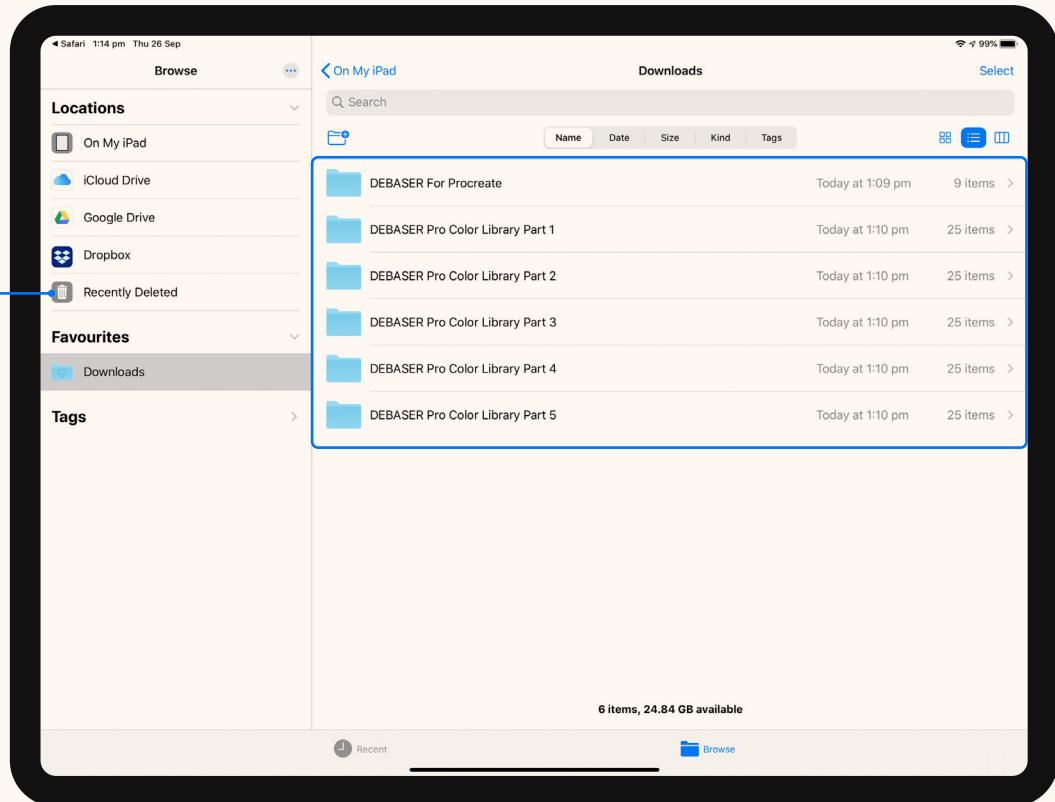 ◀ Safari 1:14 pm Thu 26 Sep
99%
Browse
On My iPad
Downloads
Select
Locations
On My iPad
iCloud Drive
Google Drive
Dropbox
Recently Deleted
Favourites
Downloads
Tags
Search
Name Date Size Kind Tags
DEBASER For Procreate Today at 1:09 pm 9 items
DEBASER Pro Color Library Part 1 Today at 1:10 pm 25 items
DEBASER Pro Color Library Part 2 Today at 1:10 pm 25 items
DEBASER Pro Color Library Part 3 Today at 1:10 pm 25 items
DEBASER Pro Color Library Part 4 Today at 1:10 pm 25 items
DEBASER Pro Color Library Part 5 Today at 1:10 pm 25 items
6 items, 24.84 GB available
Recent
Browse